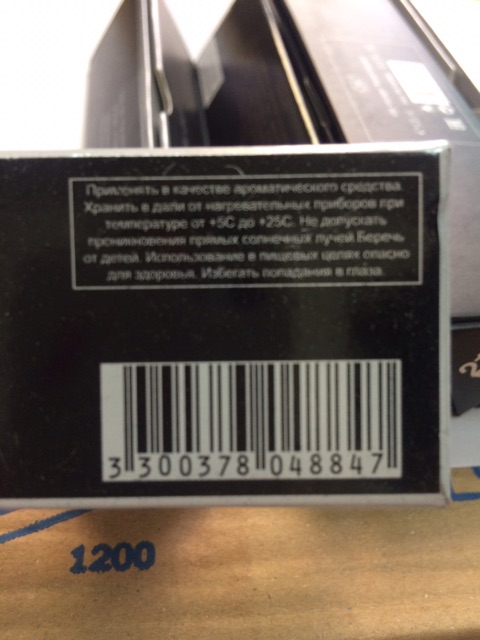 Применять в качестве ароматического средства.
Хранить в дали от нагревательных приборов при
температуре от +5С до +25С. Не допускать
проникновения прямых солнечных лучей.Беречь
от детей. Использование в пищевых целях опасно
для здоровья. Избегать попадания в глаза.
3 300378 048847
1200